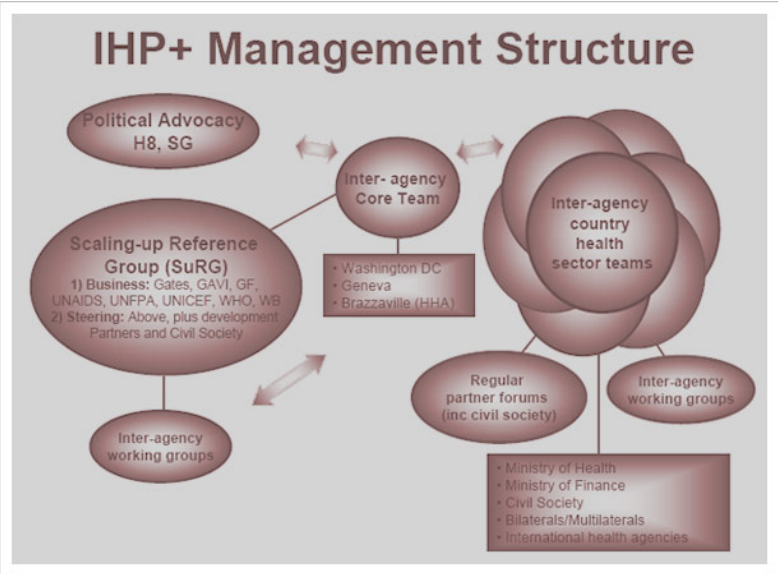 IHP+ Management Structure
Political Advocacy
H8, SG
Inter- agency
Core Team
Inter-agency
country
health
sector teams
Scaling-up Reference
Group (SuRG)
1) Business: Gates, GAVI, GF,
UNAIDS, UNFPA, UNICEF, WHO, WB
2) Steering: Above, plus development
Partners and Civil Society
• Washington DC
• Geneva
• Brazzaville (HHA)
Regular
partner forums
(inc civil society)
Inter-agency
working groups
Inter-agency
working groups
• Ministry of Health
• Ministry of Finance
• Civil Society
• Bilaterals/Multilaterals
• International health agencies